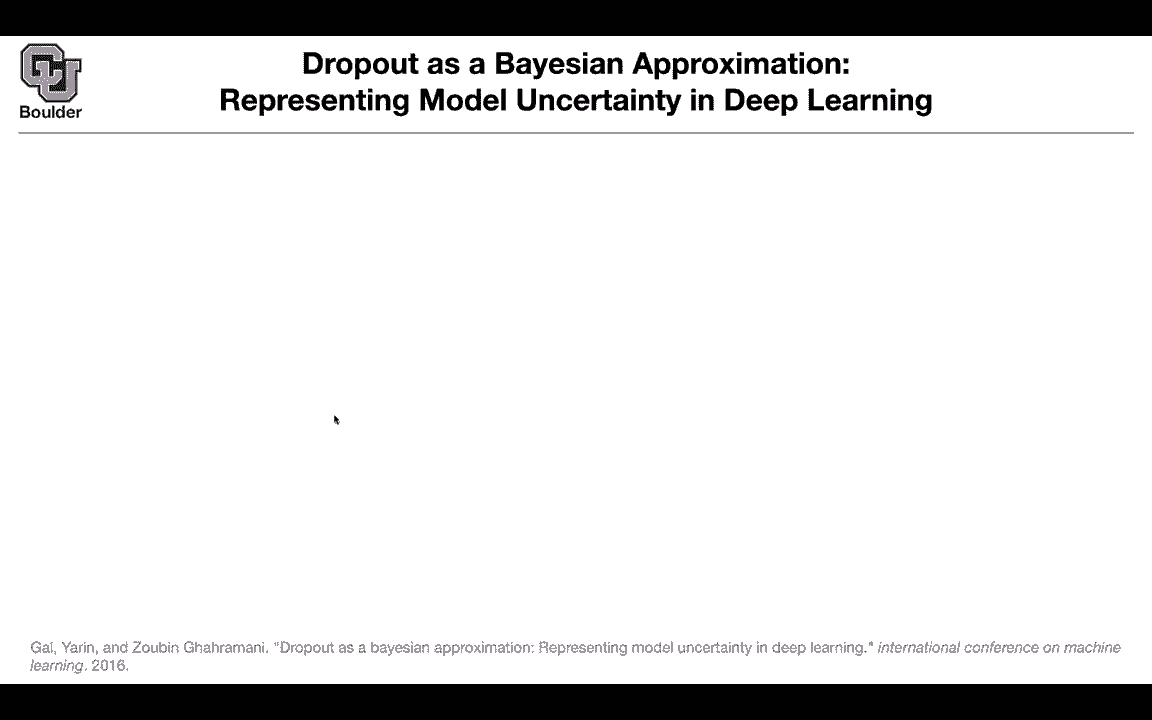 CU
Boulder
Dropout as a Bayesian Approximation:
Representing Model Uncertainty in Deep Learning
Gal, Yarin, and Zoubin Ghahramani. "Dropout as a bayesian approximation: Representing model uncertainty in deep learning." international conference on machine
learning. 2016.